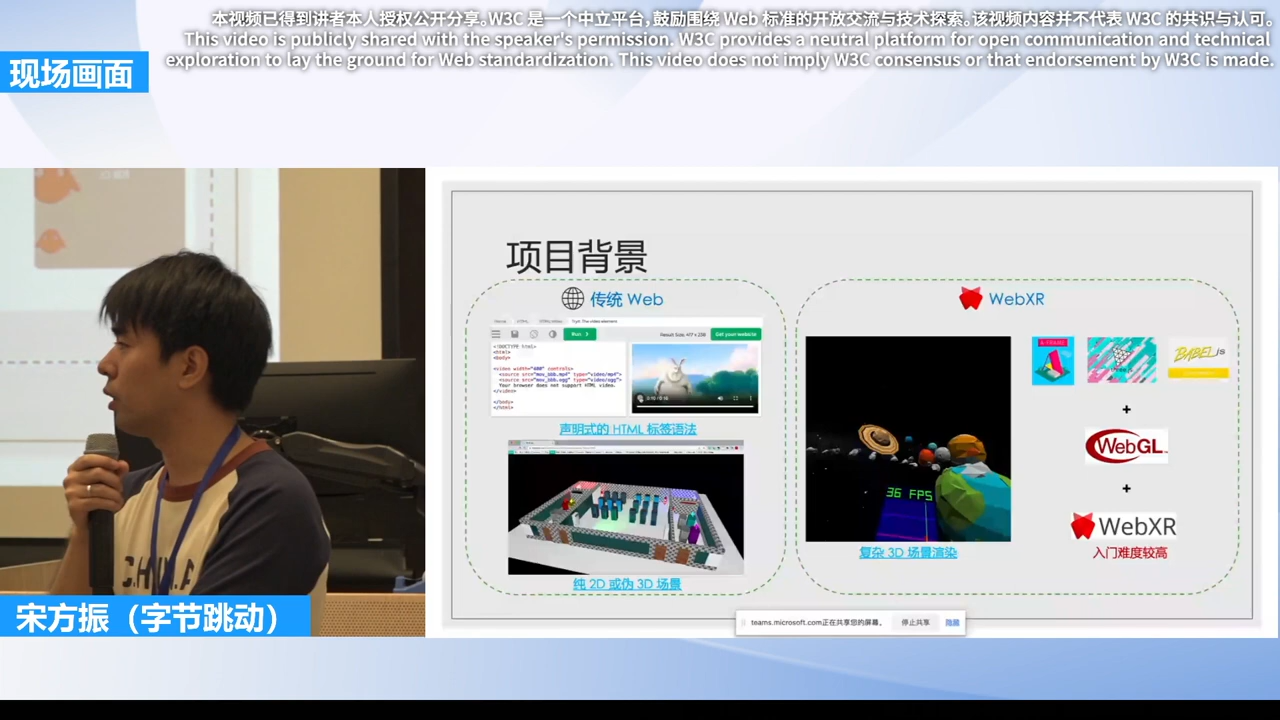 本视频已得到讲者本人授权公开分享。W3C 是一个中立平台，鼓励围绕 Web 标准的开放交流与技术探索。该视频内容并不代表 W3C 的共识与认可。
This video is publicly shared with the speaker's permission. W3C provides a neutral platform for open communication and technical
exploration to lay the ground for Web standardization. This video does not imply W3C consensus or that endorsement by W3C is made.
现场画面
项目背景
传统 Web
Run
Get your website
<!DOCTYPE html>
<html>
<body>
<video width="400" controls>
<source src="mov_bbb.mp4" type="video/mp4">
<source src="mov_bbb.ogg" type="video/ogg">
Your browser does not support HTML video.
</video>
</body>
</html>
声明式的 HTML 标签语法
纯 2D 或伪 3D 场景
WebXR
36 FPS
BABEL JS
+
WebGL
+
WebXR
复杂 3D 场景渲染
入门难度较高
teams.microsoft.com正在共享您的屏幕。
停止共享
隐藏
宋方振（字节跳动）